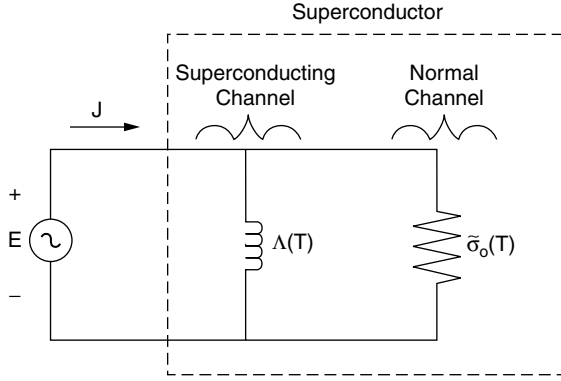 Superconductor
Superconducting
Channel
Normal
Channel
J
+
E
−
Λ(T)
σ̃ₒ(T)